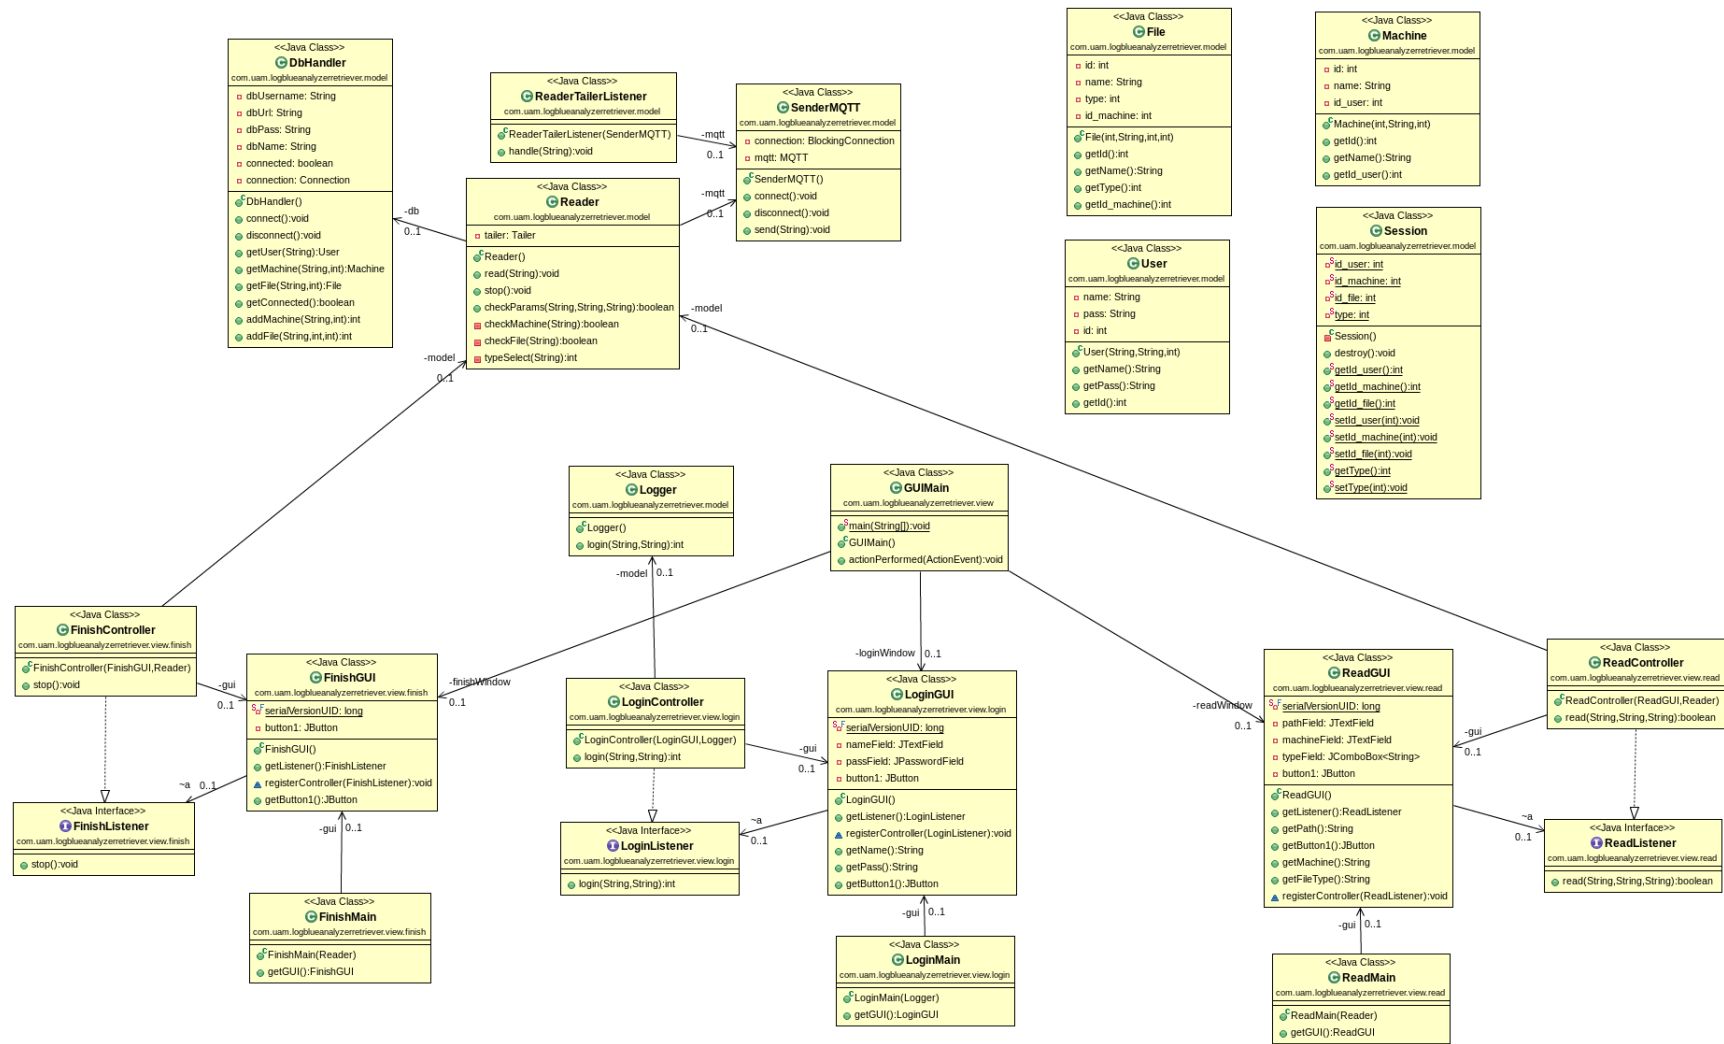 <<Java Class>>
DbHandler
com.uam.logblueanalyzerretriever.model
dbUsername: String
dbUrl: String
dbPass: String
dbName: String
connected: boolean
connection: Connection
DbHandler()
connect():void
disconnect():void
getUser(String):User
getMachine(String,int):Machine
getFile(String,int):File
getConnected():boolean
addMachine(String,int):int
addFile(String,int,int):int
<<Java Class>>
ReaderTailerListener
com.uam.logblueanalyzerretriever.model
ReaderTailerListener(SenderMQTT)
handle(String):void
-mqtt
0..1
<<Java Class>>
SenderMQTT
com.uam.logblueanalyzerretriever.model
connection: BlockingConnection
mqtt: MQTT
SenderMQTT()
connect():void
disconnect():void
send(String):void
<<Java Class>>
Reader
com.uam.logblueanalyzerretriever.model
tailer: Tailer
Reader()
read(String):void
stop():void
checkParams(String,String,String):boolean
checkMachine(String):boolean
checkFile(String):boolean
typeSelect(String):int
-db
0..1
-mqtt
0..1
-model
0..1
-model
0..1
<<Java Class>>
File
com.uam.logblueanalyzerretriever.model
id: int
name: String
type: int
id_machine: int
File(int,String,int,int)
getId():int
getName():String
getType():int
getId_machine():int
<<Java Class>>
Machine
com.uam.logblueanalyzerretriever.model
id: int
name: String
id_user: int
Machine(int,String,int)
getId():int
getName():String
getId_user():int
<<Java Class>>
User
com.uam.logblueanalyzerretriever.model
name: String
pass: String
id: int
User(String,String,int)
getName():String
getPass():String
getId():int
<<Java Class>>
Session
com.uam.logblueanalyzerretriever.model
id_user: int
id_machine: int
id_file: int
type: int
Session()
destroy():void
getId_user():int
getId_machine():int
getId_file():int
setId_user(int):void
setId_machine(int):void
setId_file(int):void
getType():int
setType(int):void
<<Java Class>>
Logger
com.uam.logblueanalyzerretriever.model
Logger()
login(String,String):int
-model
0..1
<<Java Class>>
GUIMain
com.uam.logblueanalyzerretriever.view
main(String[]):void
GUIMain()
actionPerformed(ActionEvent):void
-finishWindow
0..1
-loginWindow
0..1
-readWindow
0..1
<<Java Class>>
FinishController
com.uam.logblueanalyzerretriever.view.finish
FinishController(FinishGUI,Reader)
stop():void
-gui
0..1
<<Java Class>>
FinishGUI
com.uam.logblueanalyzerretriever.view.finish
serialVersionUID: long
button1: JButton
FinishGUI()
getListener():FinishListener
registerController(FinishListener):void
getButton1():JButton
~a
0..1
<<Java Interface>>
FinishListener
com.uam.logblueanalyzerretriever.view.finish
stop():void
-gui
0..1
<<Java Class>>
FinishMain
com.uam.logblueanalyzerretriever.view.finish
FinishMain(Reader)
getGUI():FinishGUI
<<Java Class>>
LoginController
com.uam.logblueanalyzerretriever.view.login
LoginController(LoginGUI,Logger)
login(String,String):int
-gui
0..1
<<Java Class>>
LoginGUI
com.uam.logblueanalyzerretriever.view.login
serialVersionUID: long
nameField: JTextField
passField: JPasswordField
button1: JButton
LoginGUI()
getListener():LoginListener
registerController(LoginListener):void
getName():String
getPass():String
getButton1():JButton
~a
0..1
<<Java Interface>>
LoginListener
com.uam.logblueanalyzerretriever.view.login
login(String,String):int
-gui
0..1
<<Java Class>>
LoginMain
com.uam.logblueanalyzerretriever.view.login
LoginMain(Logger)
getGUI():LoginGUI
<<Java Class>>
ReadGUI
com.uam.logblueanalyzerretriever.view.read
serialVersionUID: long
pathField: JTextField
machineField: JTextField
typeField: JComboBox<String>
button1: JButton
ReadGUI()
getListener():ReadListener
getPath():String
getButton1():JButton
getMachine():String
getFileType():String
registerController(ReadListener):void
<<Java Class>>
ReadController
com.uam.logblueanalyzerretriever.view.read
ReadController(ReadGUI,Reader)
read(String,String,String):boolean
-gui
0..1
~a
0..1
<<Java Interface>>
ReadListener
com.uam.logblueanalyzerretriever.view.read
read(String,String,String):boolean
-gui
0..1
<<Java Class>>
ReadMain
com.uam.logblueanalyzerretriever.view.read
ReadMain(Reader)
getGUI():ReadGUI